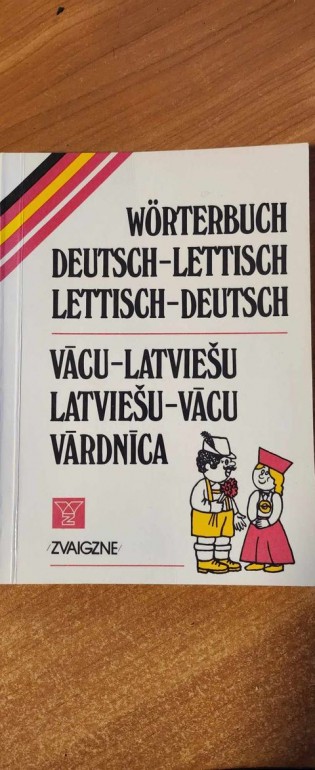 WÖRTERBUCH
DEUTSCH-LETTISCH
LETTISCH-DEUTSCH
VĀCU-LATVIEŠU
LATVIEŠU-VĀCU
VĀRDNĪCA
/ZVAIGZNE/